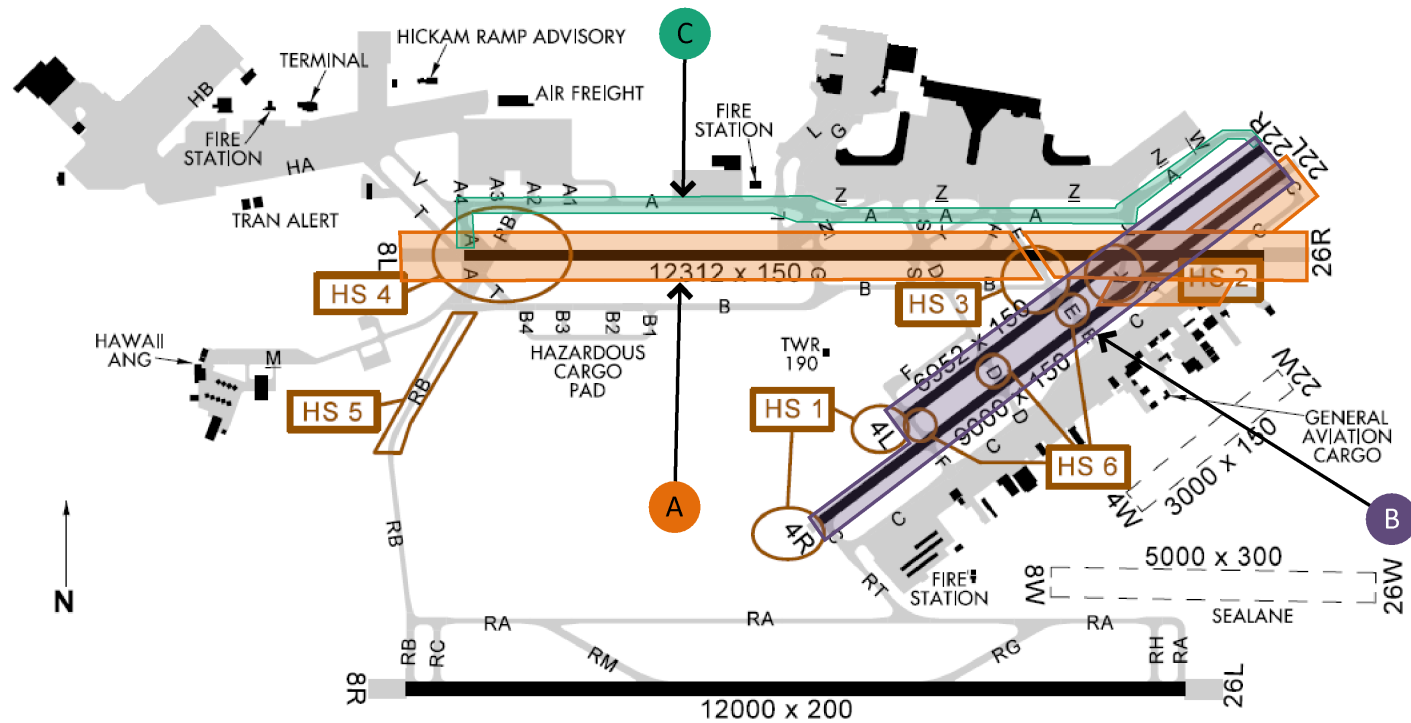 C
HICKAM RAMP ADVISORY
TERMINAL
AIR FREIGHT
HB
FIRE
STATION
FIRE
STATION
L
G
HA
V
T
TRAN ALERT
A4
A3
A2
A1
RB
A
Z
Z
Z
Z
W
A
22R
22L
A
A
A
C
G
8L
A
A
T
12312 x 150
G
S
D
B
B
B
26R
HS 4
HS 3
HS 2
E
C
B4
B3
B2
B1
HAZARDOUS
CARGO
PAD
TWR
190
F
6952 x 150
HAWAII
ANG
M
RB
HS 5
HS 1
4L
D
9000 x 150
C
D
F
HS 6
22W
GENERAL
AVIATION
CARGO
4W
3000 x 150
A
B
4R
C
C
RB
RT
FIRE
STATION
5000 x 300
8W
26W
SEALANE
N
RA
RA
RA
RB
RC
RM
RG
RH
RA
8R
26L
12000 x 200